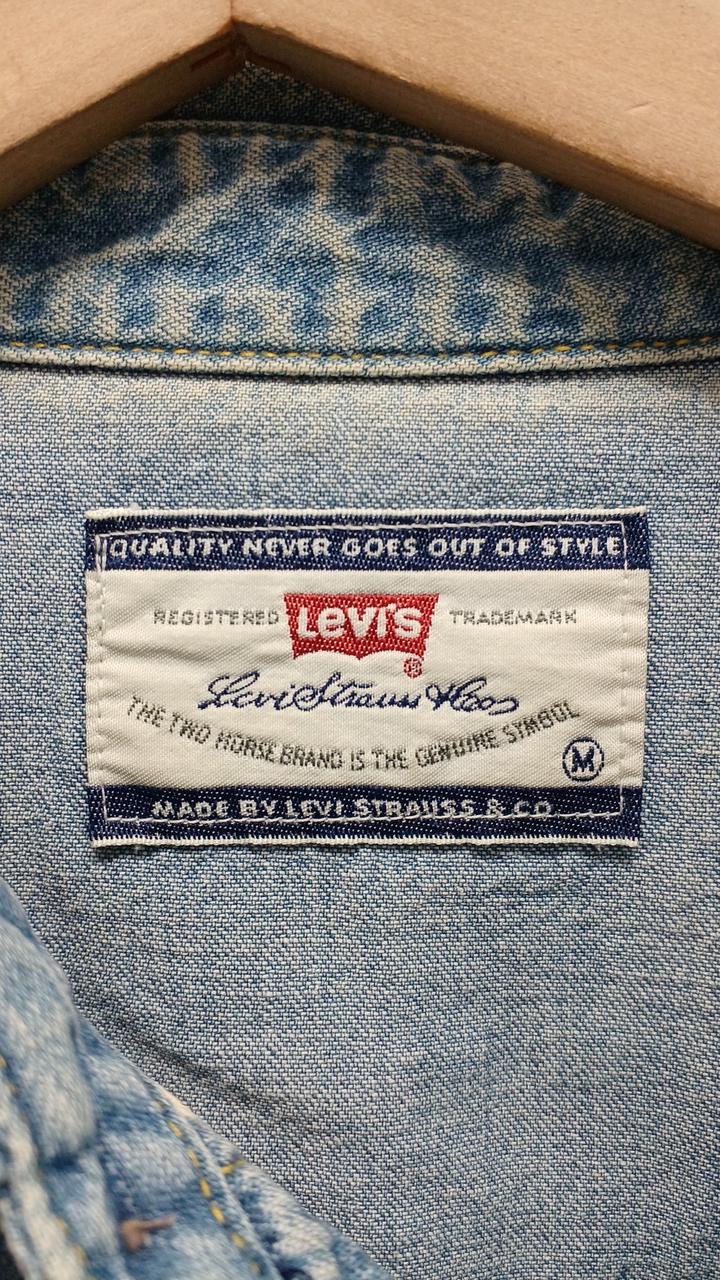 QUALITY NEVER GOES OUT OF STYLE
REGISTERED LEVI'S ® TRADEMARK
Levi Strauss & Co
THE TWO HORSE BRAND IS THE GENUINE SYMBOL
M
MADE BY LEVI STRAUSS & CO